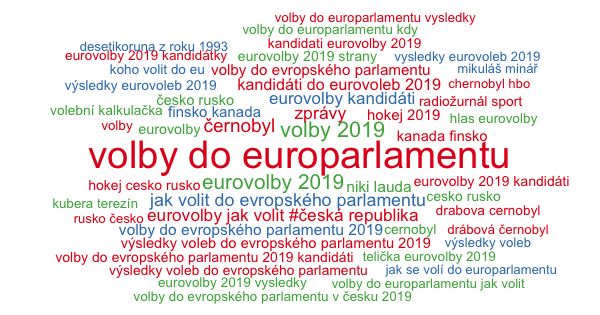 volby do europarlamentu vysledky
volby do europarlamentu kdy
desetikoruna z roku 1993 kandidati eurovolby 2019
eurovolby 2019 kandidátky eurovolby 2019 strany vysledky euroveb 2019
koho volit do eu volby do evropského parlamentu mikuláš minář
výsledky euroveb 2019 kandidáti do eurovoleb 2019 chernobyl hbo
česko rusko eurovolby kandidáti radiožurnál sport
volební kalkulačka finsko kanada zprávy hokej 2019 hlas eurovolby
volby eurovolby černobyl volby 2019 kanada finsko
volby do europarlamentu
hokej cesko rusko eurovolby 2019 niki lauda eurovolby 2019 kandidáti
kubera terezín jak volit do evropského parlamentu cesko rusko
rusko česko eurovolby jak volit #česká republika drabova cernobyl
volby do evropského parlamentu 2019 cernobyl drábová černobyl
výsledky voleb do evropského parlamentu 2019 výsledky voleb
volby do evropského parlamentu 2019 kandidáti telička eurovolby 2019
výsledky voleb do evropského parlamentu jak se volí do europarlamentu
eurovolby 2019 vysledky volby do europarlamentu jak volit
volby do evropského parlamentu v česku 2019